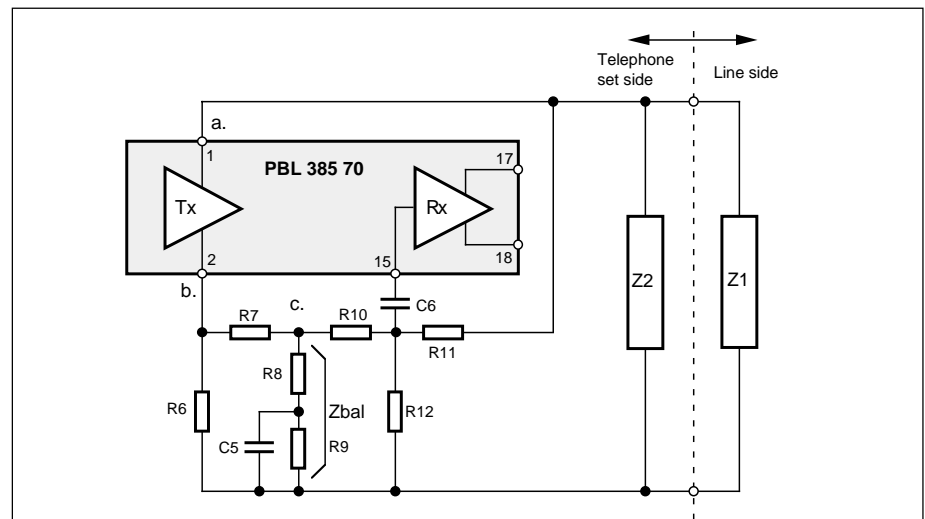 Telephone
set side
Line side
a.
1
PBL 385 70
17
Tx
Rx
2
15
18
b.
C6
Z2
Z1
R7
c.
R10
R11
R8
R6
Zbal
R12
C5
R9